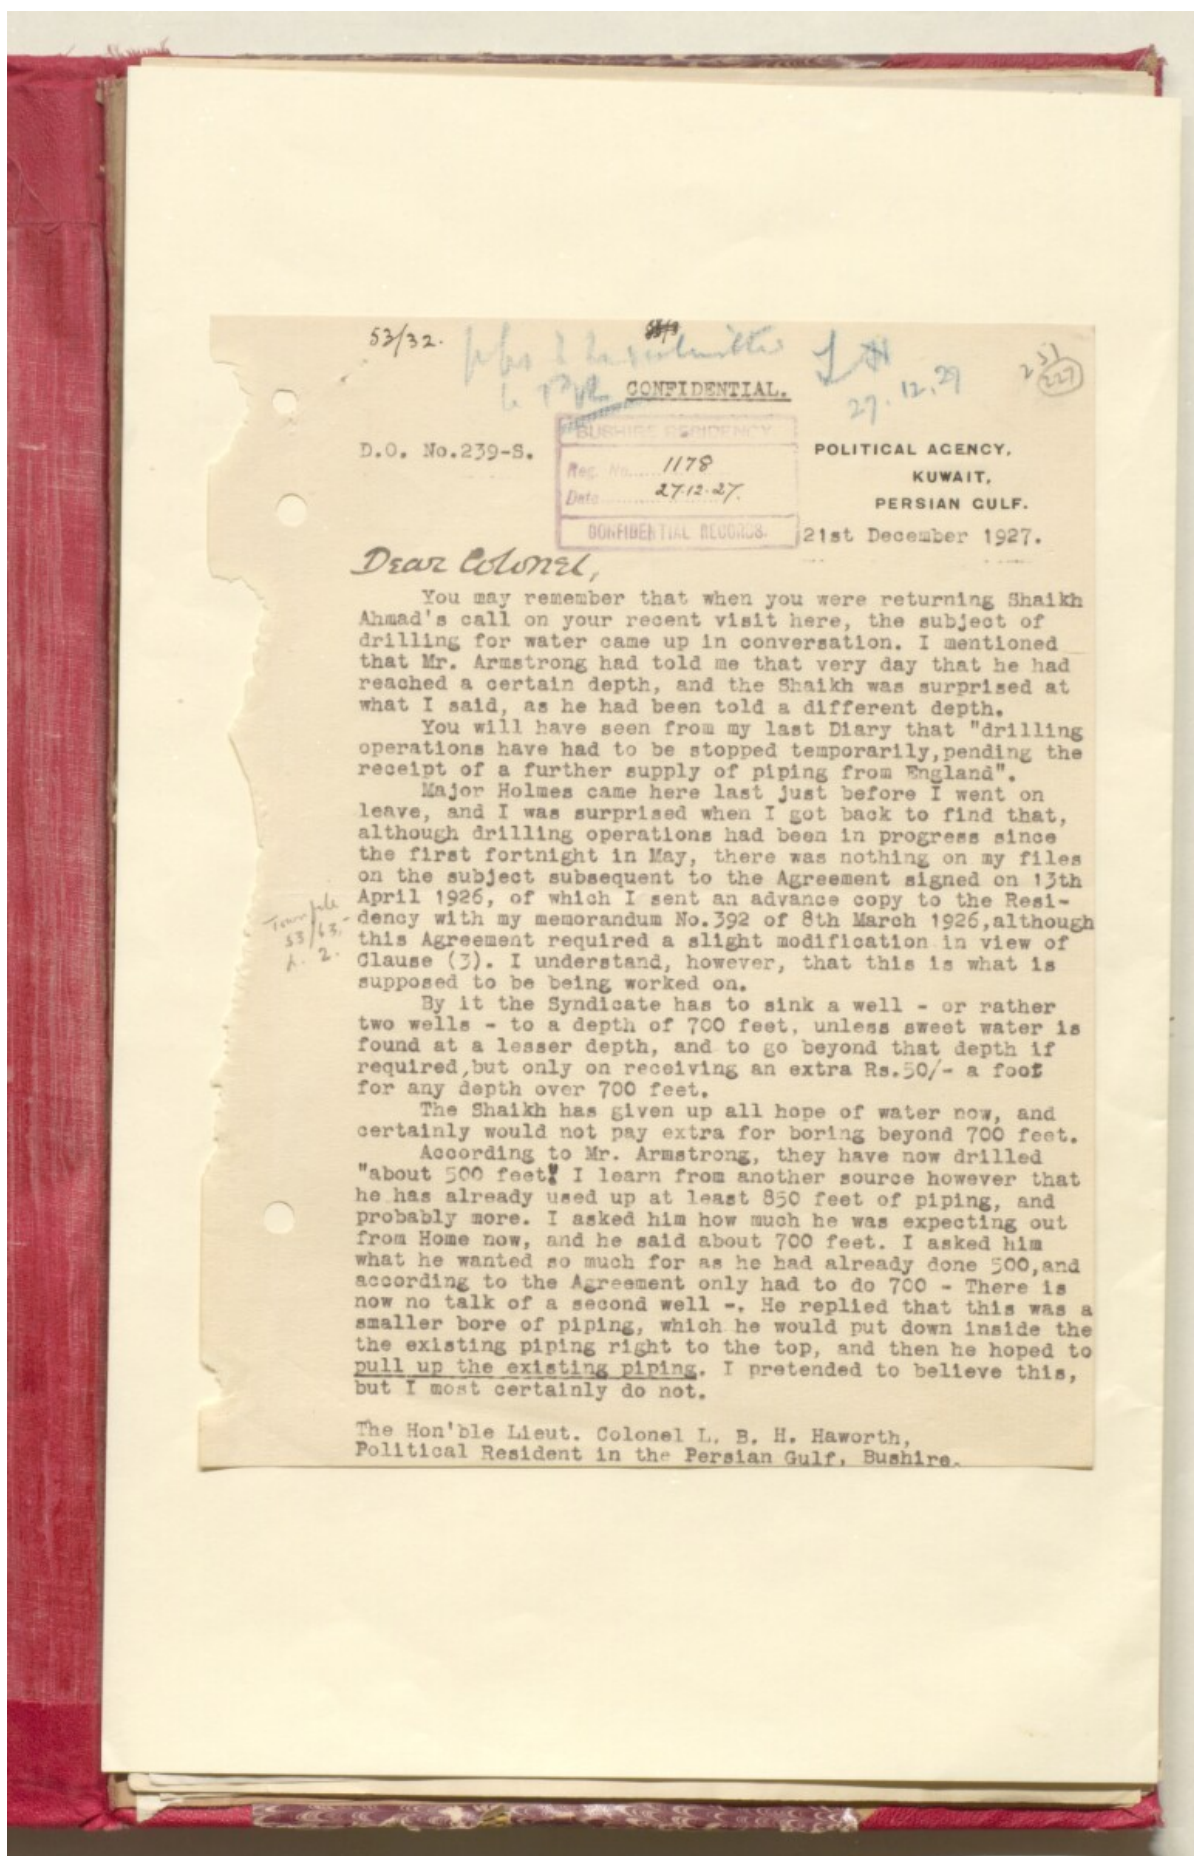 53/32.
CONFIDENTIAL.
27.12.27
227
D.O. No.239-S.
BUSHIRE RESIDENCY
Reg. No...... 1178
Date ........ 27.12.27.
CONFIDENTIAL RECORDS.
POLITICAL AGENCY,
KUWAIT,
PERSIAN GULF.
21st December 1927.
Dear Colonel,
You may remember that when you were returning Shaikh
Ahmad's call on your recent visit here, the subject of
drilling for water came up in conversation. I mentioned
that Mr. Armstrong had told me that very day that he had
reached a certain depth, and the Shaikh was surprised at
what I said, as he had been told a different depth.
You will have seen from my last Diary that "drilling
operations have had to be stopped temporarily,pending the
receipt of a further supply of piping from England".
Major Holmes came here last just before I went on
leave, and I was surprised when I got back to find that,
although drilling operations had been in progress since
the first fortnight in May, there was nothing on my files
on the subject subsequent to the Agreement signed on 13th
April 1926, of which I sent an advance copy to the Resi-
dency with my memorandum No.392 of 8th March 1926,although
this Agreement required a slight modification in view of
Clause (3). I understand, however, that this is what is
supposed to be being worked on.
53/63.
By it the Syndicate has to sink a well - or rather
two wells - to a depth of 700 feet, unless sweet water is
found at a lesser depth, and to go beyond that depth if
required,but only on receiving an extra Rs.50/- a foot
for any depth over 700 feet.
The Shaikh has given up all hope of water now, and
certainly would not pay extra for boring beyond 700 feet.
According to Mr. Armstrong, they have now drilled
"about 500 feet" I learn from another source however that
he has already used up at least 850 feet of piping, and
probably more. I asked him how much he was expecting out
from Home now, and he said about 700 feet. I asked him
what he wanted so much for as he had already done 500,and
according to the Agreement only had to do 700 - There is
now no talk of a second well -. He replied that this was a
smaller bore of piping, which he would put down inside the
the existing piping right to the top, and then he hoped to
pull up the existing piping. I pretended to believe this,
but I most certainly do not.
The Hon'ble Lieut. Colonel L. B. H. Haworth,
Political Resident in the Persian Gulf, Bushire.